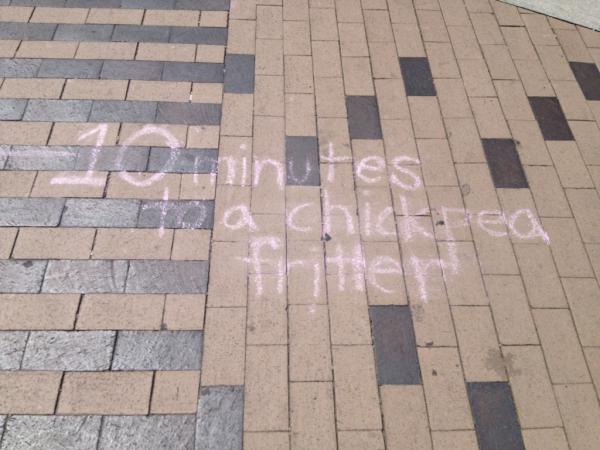 10 minutes
to a chickpea
fritter!